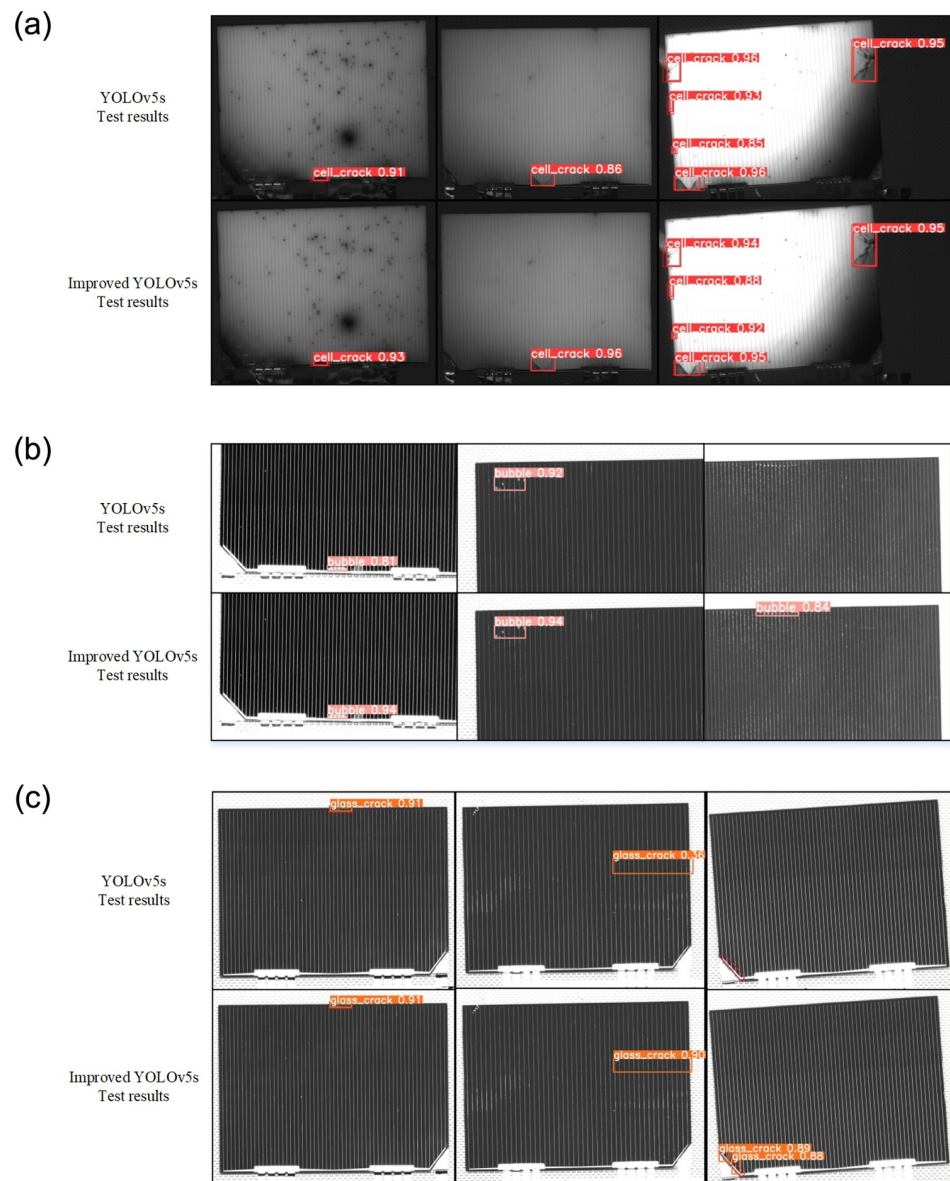 (a)
YOLOv5s
Test results
cell_crack 0.91
cell_crack 0.86
cell_crack 0.96
cell_crack 0.95
cell_crack 0.93
cell_crack 0.85
cell_crack 0.96
Improved YOLOv5s
Test results
cell_crack 0.93
cell_crack 0.96
cell_crack 0.94
cell_crack 0.95
cell_crack 0.88
cell_crack 0.92
cell_crack 0.95
(b)
YOLOv5s
Test results
bubble 0.81
bubble 0.92
Improved YOLOv5s
Test results
bubble 0.94
bubble 0.94
bubble 0.84
(c)
YOLOv5s
Test results
glass_crack 0.91
glass_crack 0.36
Improved YOLOv5s
Test results
glass_crack 0.91
glass_crack 0.90
glass_crack 0.89
glass_crack 0.88